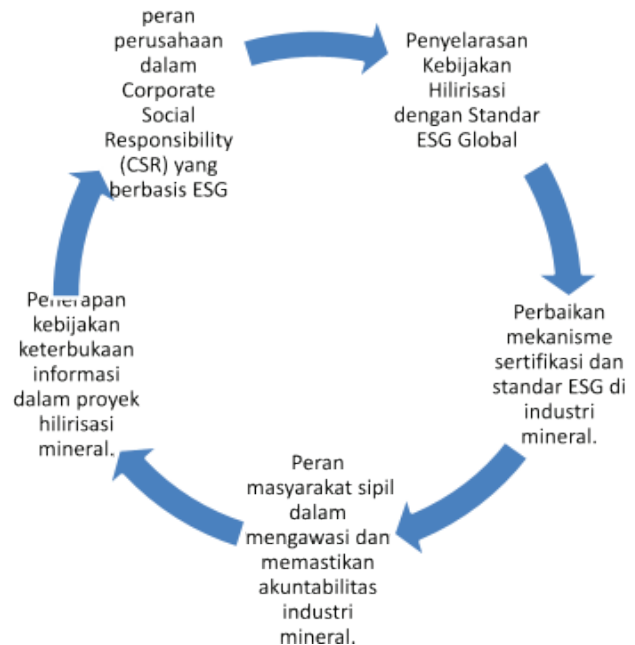 peran
perusahaan
dalam
Corporate
Social
Responsibility
(CSR) yang
berbasis ESG
Penyelarasan
Kebijakan
Hilirisasi
dengan Standar
ESG Global
Perbaikan
mekanisme
sertifikasi dan
standar ESG di
industri
mineral.
Peran
masyarakat sipil
dalam
mengawasi dan
memastikan
akuntabilitas
industri
mineral.
Penerapan
kebijakan
keterbukaan
informasi
dalam proyek
hilirisasi
mineral.